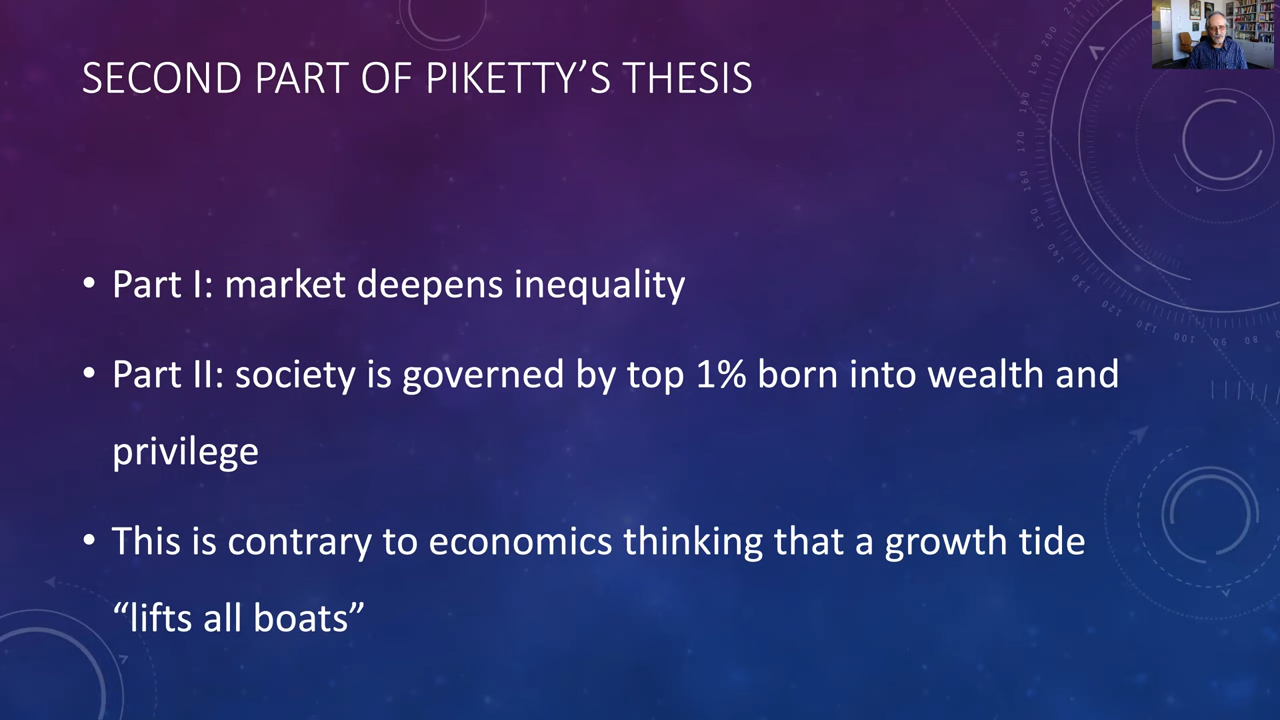 SECOND PART OF PIKETTY’S THESIS
• Part I: market deepens inequality
• Part II: society is governed by top 1% born into wealth and
privilege
• This is contrary to economics thinking that a growth tide
“lifts all boats”